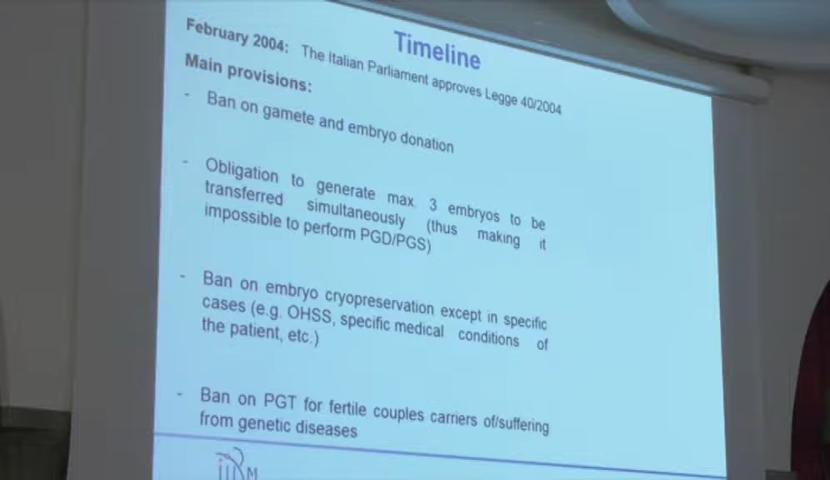 Timeline
February 2004: The Italian Parliament approves Legge 40/2004
Main provisions:
- Ban on gamete and embryo donation
- Obligation to generate max. 3 embryos to be
transferred simultaneously (thus making it
impossible to perform PGD/PGS)
- Ban on embryo cryopreservation except in specific
cases (e.g. OHSS, specific medical conditions of
the patient, etc.)
- Ban on PGT for fertile couples carriers of/suffering
from genetic diseases